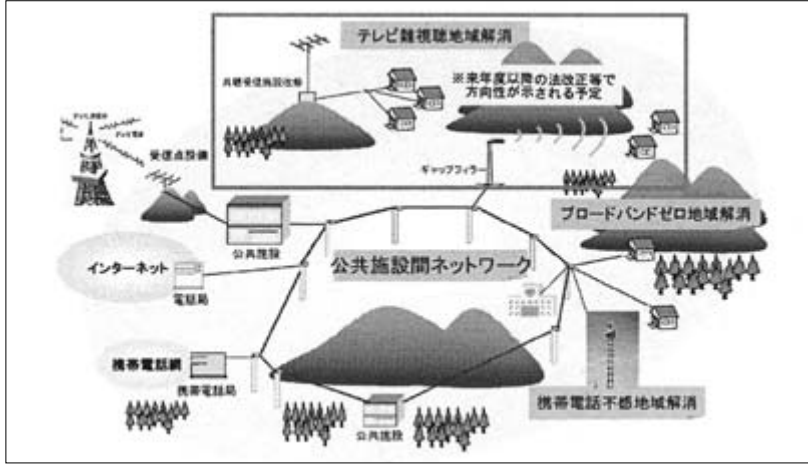 テレビ難視聴地域解消
共聴受信施設改修
※来年度以降の法改正等で
方向性が示される予定
テレビ電波
受信点設備
ギャップフィラー
ブロードバンドゼロ地域解消
公共施設
公共施設間ネットワーク
インターネット
電話局
携帯電話網
携帯電話局
携帯電話不感地域解消
公共施設